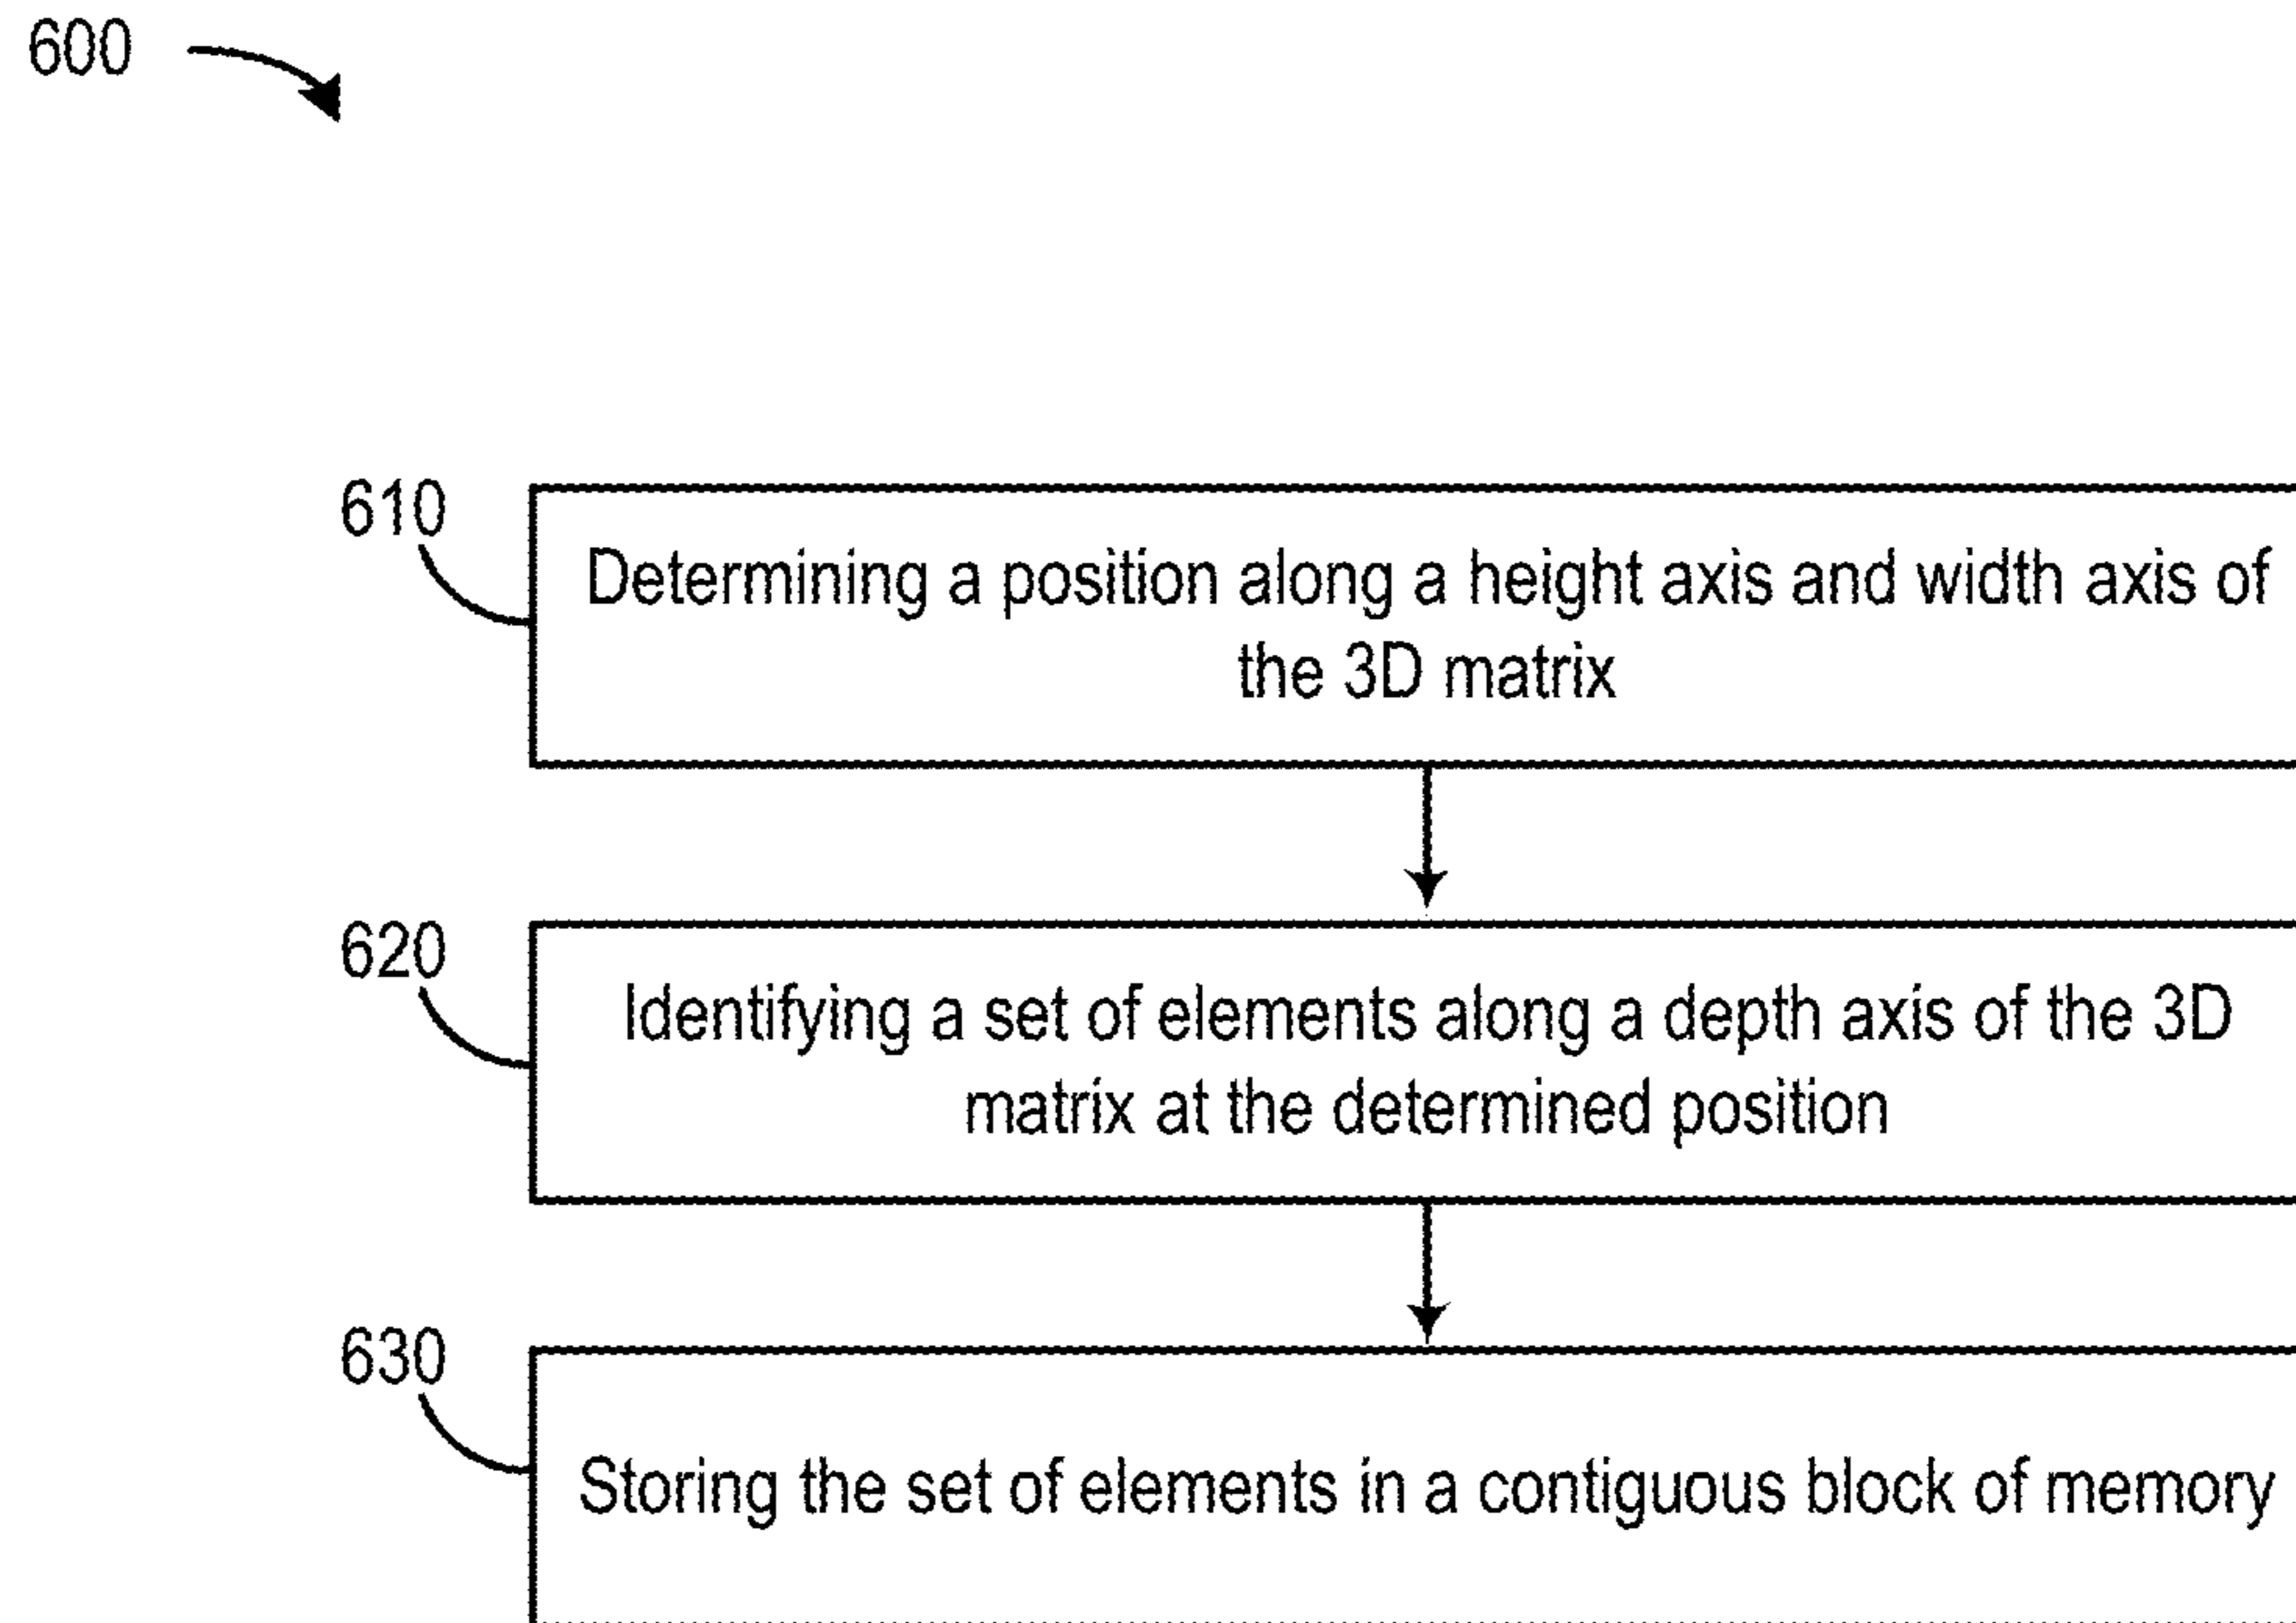 600
610
Determining a position along a height axis and width axis of
the 3D matrix
620
Identifying a set of elements along a depth axis of the 3D
matrix at the determined position
630
Storing the set of elements in a contiguous block of memory